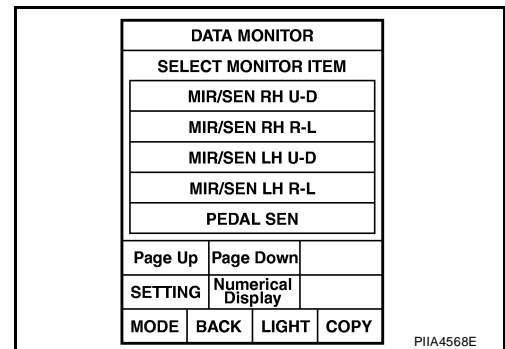 DATA MONITOR
SELECT MONITOR ITEM
MIR/SEN RH U-D
MIR/SEN RH R-L
MIR/SEN LH U-D
MIR/SEN LH R-L
PEDAL SEN
Page Up Page Down
SETTING Numerical Display
MODE BACK LIGHT COPY
PIIA4568E